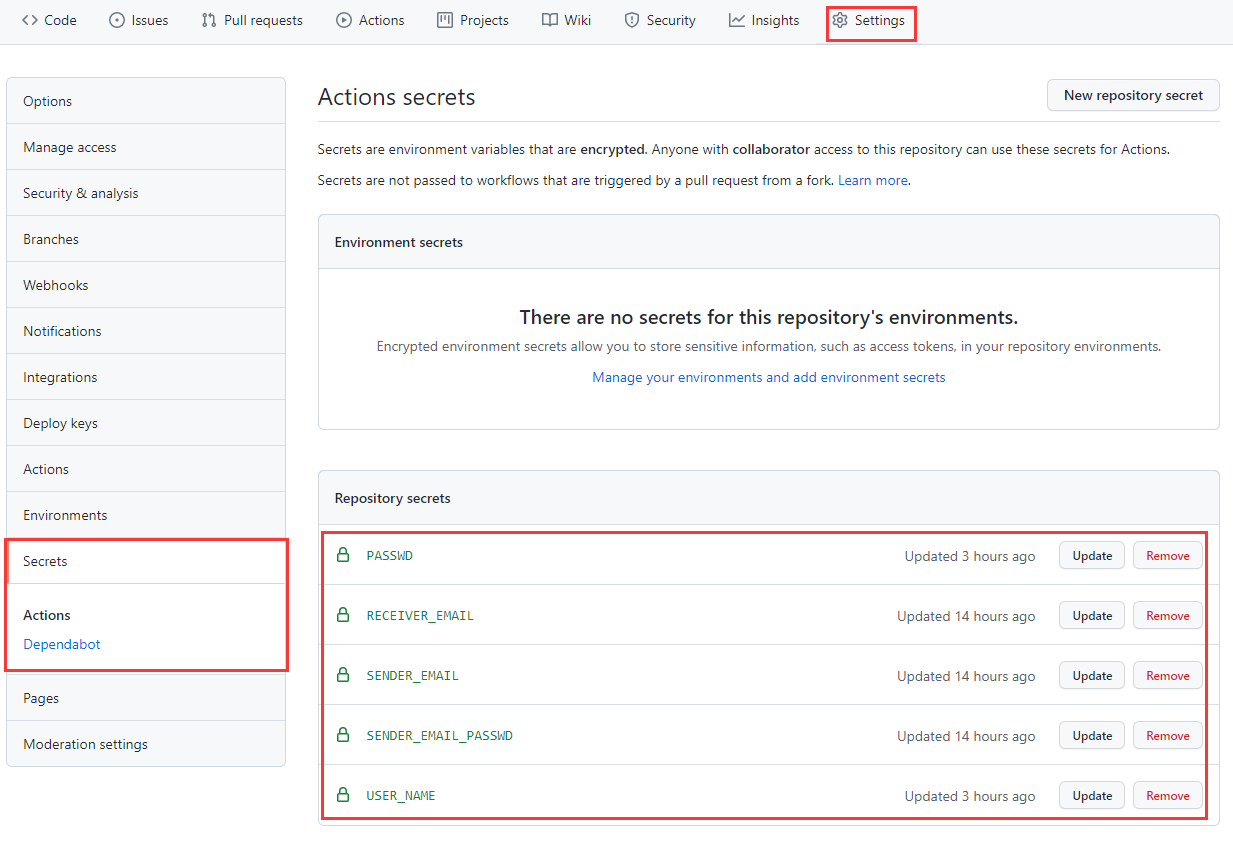 Code Issues Pull requests Actions Projects Wiki Security Insights Settings
Options
Manage access
Security & analysis
Branches
Webhooks
Notifications
Integrations
Deploy keys
Actions
Environments
Secrets
Actions
Dependabot
Pages
Moderation settings
Actions secrets
New repository secret
Secrets are environment variables that are encrypted. Anyone with collaborator access to this repository can use these secrets for Actions.
Secrets are not passed to workflows that are triggered by a pull request from a fork. Learn more.
Environment secrets
There are no secrets for this repository's environments.
Encrypted environment secrets allow you to store sensitive information, such as access tokens, in your repository environments.
Manage your environments and add environment secrets
Repository secrets
PASSWD Updated 3 hours ago Update Remove
RECEIVER_EMAIL Updated 14 hours ago Update Remove
SENDER_EMAIL Updated 14 hours ago Update Remove
SENDER_EMAIL_PASSWD Updated 14 hours ago Update Remove
USER_NAME Updated 3 hours ago Update Remove